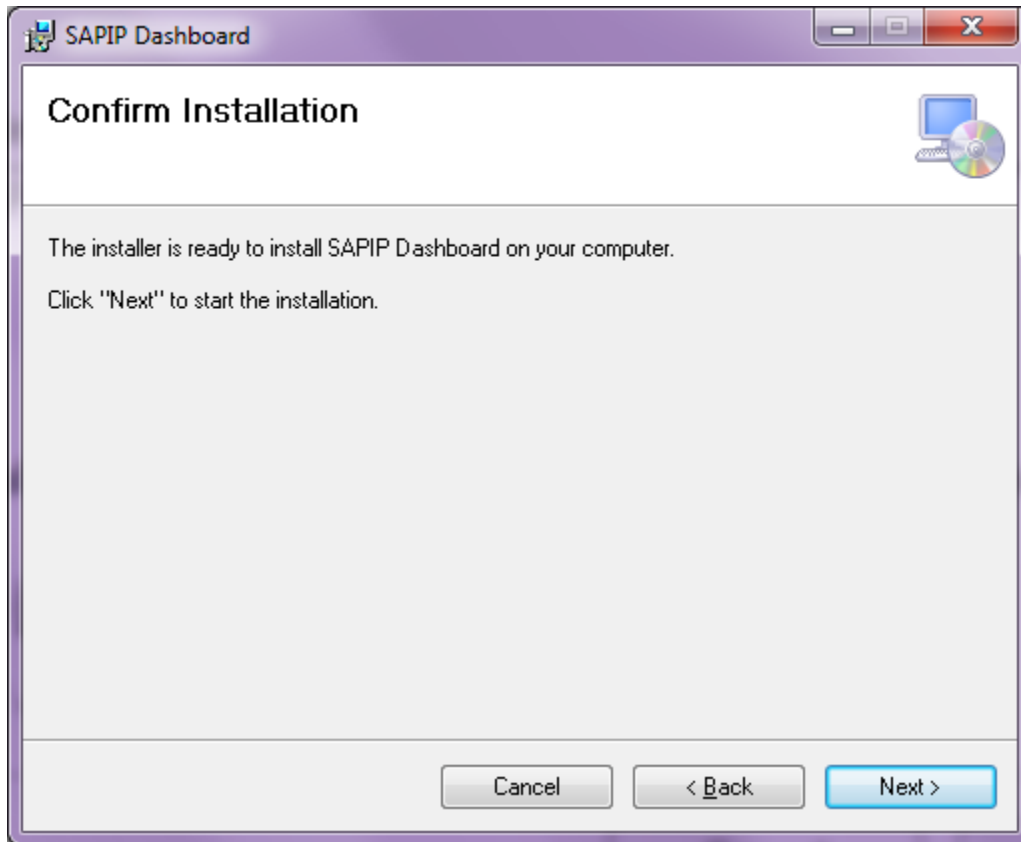 SAPIP Dashboard
Confirm Installation
The installer is ready to install SAPIP Dashboard on your computer.
Click "Next" to start the installation.
Cancel
< Back
Next >